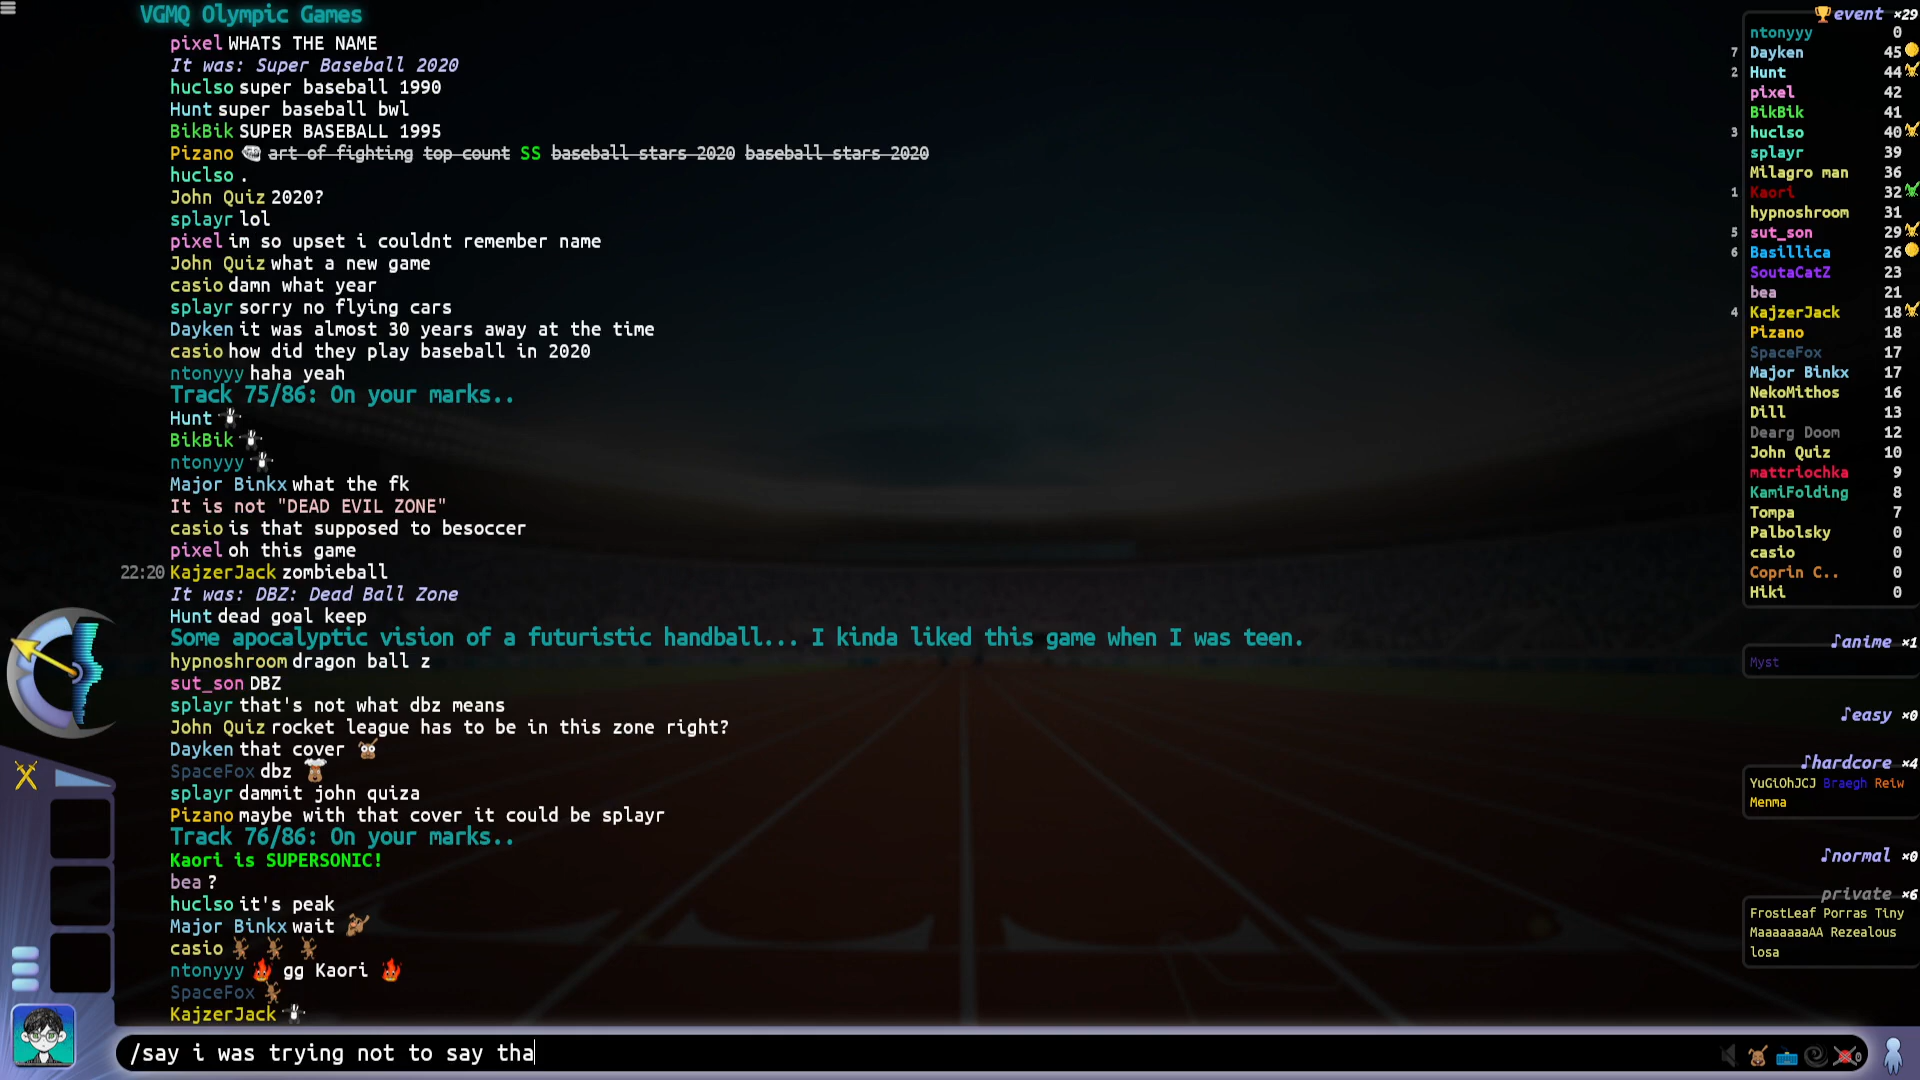 VGMQ Olympic Games
pixel WHATS THE NAME
It was: Super Baseball 2020
huclso super baseball 1990
Hunt super baseball bwl
BikBik SUPER BASEBALL 1995
Pizano art of fighting top count SS baseball stars 2020 baseball stars 2020
huclso .
John Quiz 2020?
splayr lol
pixel im so upset i couldnt remember name
John Quiz what a new game
casio damn what year
splayr sorry no flying cars
Dayken it was almost 30 years away at the time
casio how did they play baseball in 2020
ntonyyy haha yeah
Track 75/86: On your marks..
Hunt
BikBik
ntonyyy
Major Binkx what the fk
It is not "DEAD EVIL ZONE"
casio is that supposed to besoccer
pixel oh this game
22:20 KajzerJack zombieball
It was: DBZ: Dead Ball Zone
Hunt dead goal keep
Some apocalyptic vision of a futuristic handball... I kinda liked this game when I was teen.
hypnoshroom dragon ball z
sut_son DBZ
splayr that's not what dbz means
John Quiz rocket league has to be in this zone right?
Dayken that cover
SpaceFox dbz
splayr dammit john quiza
Pizano maybe with that cover it could be splayr
Track 76/86: On your marks..
Kaori is SUPERSONIC!
bea ?
huclso it's peak
Major Binkx wait
casio
ntonyyy gg Kaori
SpaceFox
KajzerJack
/say i was trying not to say tha
event ×29
ntonyyy 0
7 Dayken 45
2 Hunt 44
pixel 42
BikBik 41
3 huclso 40
splayr 39
Milagro man 36
1 Kaori 32
hypnoshroom 31
5 sut_son 29
6 Basillica 26
SoutaCatZ 23
bea 21
4 KajzerJack 18
Pizano 18
SpaceFox 17
Major Binkx 17
NekoMithos 16
Dill 13
Dearg Doom 12
John Quiz 10
mattriochka 9
KamiFolding 8
Tompa 7
Palbolsky 0
casio 0
Coprin C.. 0
Hiki 0
♪anime ×1
Myst
♪easy ×0
♪hardcore ×4
YuGiOhJCJ Braegh Reiw
Menma
♪normal ×0
private ×6
FrostLeaf Porras Tiny
MaaaaaaaAA Rezealous
losa
0